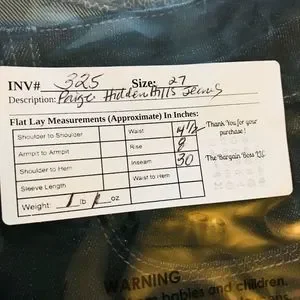 INV# 325 Size: 27
Description: Paige Hidden Hills Jeans
Flat Lay Measurements (Approximate) In Inches:
Shoulder to Shoulder Waist 14 1/2
Armpit to Armpit Rise 8
Shoulder to Hem Inseam 30
Sleeve Length Waist to Hem
Weight: 1 lb 1 oz
Thank You for your
purchase!
The Bargain Boss
WARNING
babies and children.